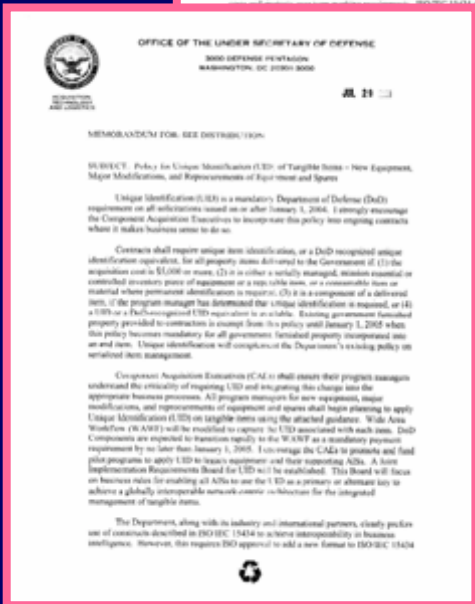 OFFICE OF THE UNDER SECRETARY OF DEFENSE
3000 DEFENSE PENTAGON
WASHINGTON, DC 20301-3000
ACQUISITION,
TECHNOLOGY
AND LOGISTICS
JUL 29
MEMORANDUM FOR: SEE DISTRIBUTION
SUBJECT: Policy for Unique Identification (UID) of Tangible Items – New Equipment,
Major Modifications, and Reprocurements of Equipment and Spares
Unique Identification (UID) is a mandatory Department of Defense (DoD)
requirement on all solicitations issued on or after January 1, 2004. I strongly encourage
the Component Acquisition Executives to incorporate this policy into ongoing contracts
where it makes business sense to do so.
Contracts shall require unique item identification, or a DoD recognized unique
identification equivalent, for all property items delivered to the Government if: (1) the
acquisition cost is $5,000 or more, (2) it is either a serially managed, mission essential or
controlled inventory piece of equipment or a repairable item, or a consumable item or
material where permanent identification is required, (3) it is a component of a delivered
item, if the program manager has determined that unique identification is required, or (4)
a UID or a DoD-recognized UID equivalent is available. Existing government furnished
property provided to contractors is exempt from this policy until January 1, 2005 when
this policy becomes mandatory for all government furnished property incorporated into
an end item. Unique identification will complement the Department's existing policy on
serialized item management.
Component Acquisition Executives (CAEs) shall ensure their program managers
understand the criticality of requiring UID and integrating this change into the
appropriate business processes. All program managers for new equipment, major
modifications, and reprocurements of equipment and spares shall begin planning to apply
Unique Identification (UID) on tangible items using the attached guidance. Wide Area
Workflow (WAWF) will be modified to capture the UID associated with each item. DoD
Components are expected to transition rapidly to the WAWF as a mandatory payment
requirement by no later than January 1, 2005. I encourage the CAEs to promote and fund
pilot programs to apply UID to legacy equipment and their supporting AISs. A Joint
Implementation Requirements Board for UID will be established. This Board will focus
on business rules for enabling all AISs to use the UID as a primary or alternate key to
achieve a globally interoperable network-centric architecture for the integrated
management of tangible items.
The Department, along with its industry and international partners, clearly prefers
use of constructs described in ISO/IEC 15434 to achieve interoperability in business
intelligence. However, this requires ISO approval to add a new format to ISO/IEC 15434